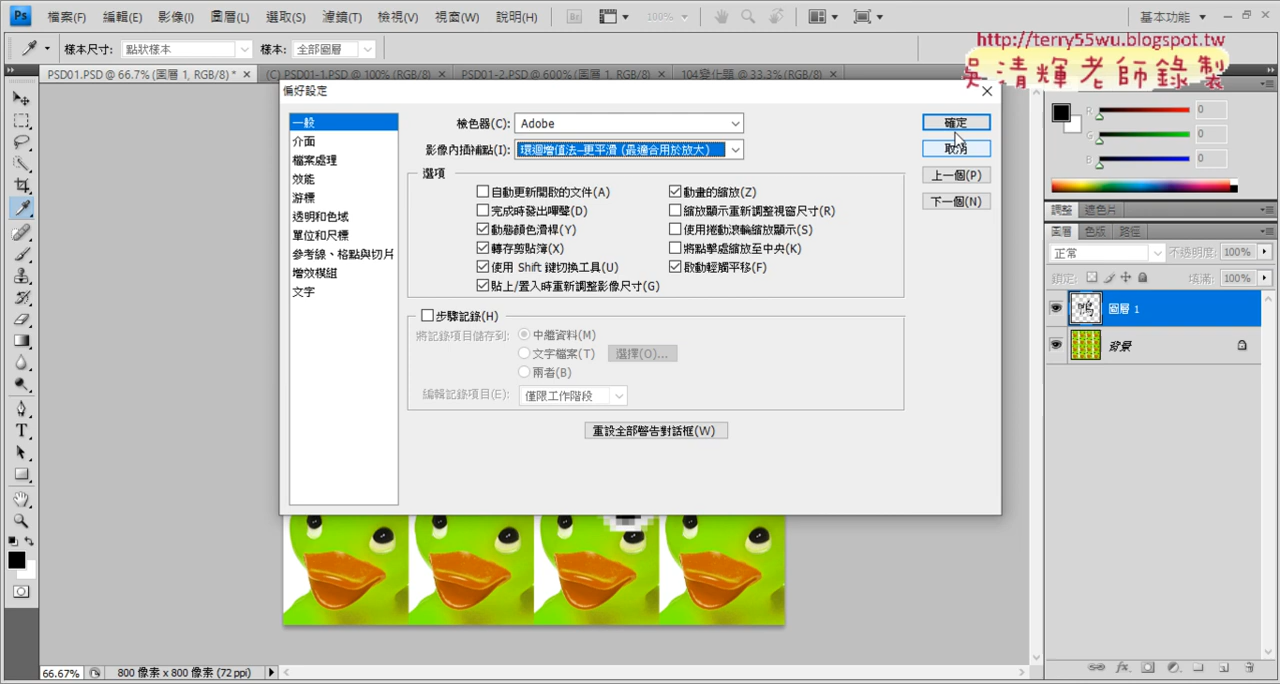 Ps 檔案(F) 編輯(E) 影像(I) 圖層(L) 選取(S) 濾鏡(T) 檢視(V) 視窗(W) 說明(H) Br 100% 基本功能
樣本尺寸: 點狀樣本 樣本: 全部圖層
http://terry55wu.blogspot.tw
吳清輝老師錄製
PSD01.PSD @ 66.7% (圖層 1, RGB/8) * × (C) PSD01-1.PSD @ 100% (RGB/8) × PSD01-2.PSD @ 600% (圖層 1, RGB/8) × 104變化題 @ 33.3% (RGB/8) ×
偏好設定
一般
介面
檔案處理
效能
游標
透明和色域
單位和尺標
參考線、格點與切片
增效模組
文字
檢色器(C): Adobe
影像內插補點(I): 環迴增值法–更平滑 (最適合用於放大)
選項
自動更新開啟的文件(A)
完成時發出嗶聲(D)
動態顏色滑桿(Y)
轉存剪貼簿(X)
使用 Shift 鍵切換工具(U)
貼上/置入時重新調整影像尺寸(G)
動畫的縮放(Z)
縮放顯示重新調整視窗尺寸(R)
使用捲動滾輪縮放顯示(S)
將點擊處縮放至中央(K)
啟動輕觸平移(F)
步驟記錄(H)
將記錄項目儲存到: 中繼資料(M)
文字檔案(T) 選擇(O)...
兩者(B)
編輯記錄項目(E): 僅限工作階段
重設全部警告對話框(W)
確定
取消
上一個(P)
下一個(N)
R 0
G 0
B 0
調整 遮色片
圖層 色版 路徑
正常 不透明度: 100%
鎖定: 填滿: 100%
鴨 圖層 1
背景
66.67% 800 像素 x 800 像素 (72 ppi)